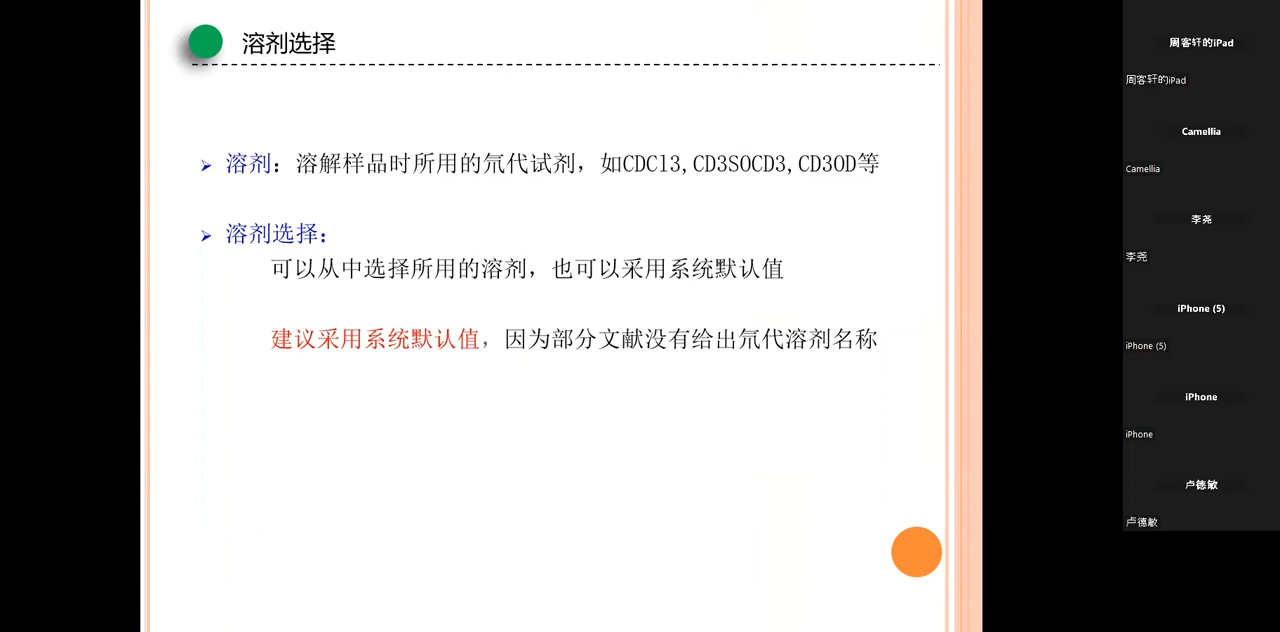 溶剂选择
溶剂：溶解样品时所用的氘代试剂，如CDCl3,CD3SOCD3,CD3OD等
溶剂选择：
可以从中选择所用的溶剂，也可以采用系统默认值
建议采用系统默认值，因为部分文献没有给出氘代溶剂名称
周客轩的iPad
周客轩的iPad
Camellia
Camellia
李尧
李尧
iPhone (5)
iPhone (5)
iPhone
iPhone
卢德敏
卢德敏